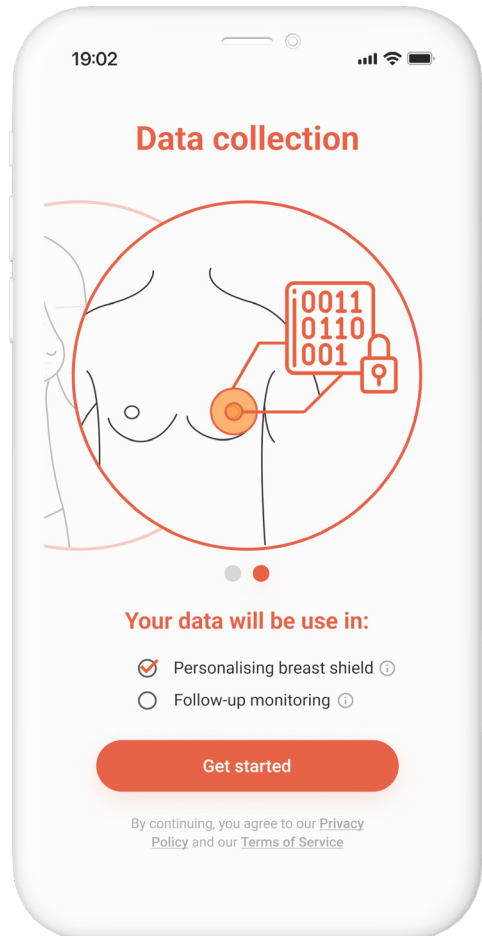 19:02
Data collection
0011
0110
001
Your data will be use in:
Personalising breast shield
Follow-up monitoring
Get started
By continuing, you agree to our Privacy
Policy and our Terms of Service